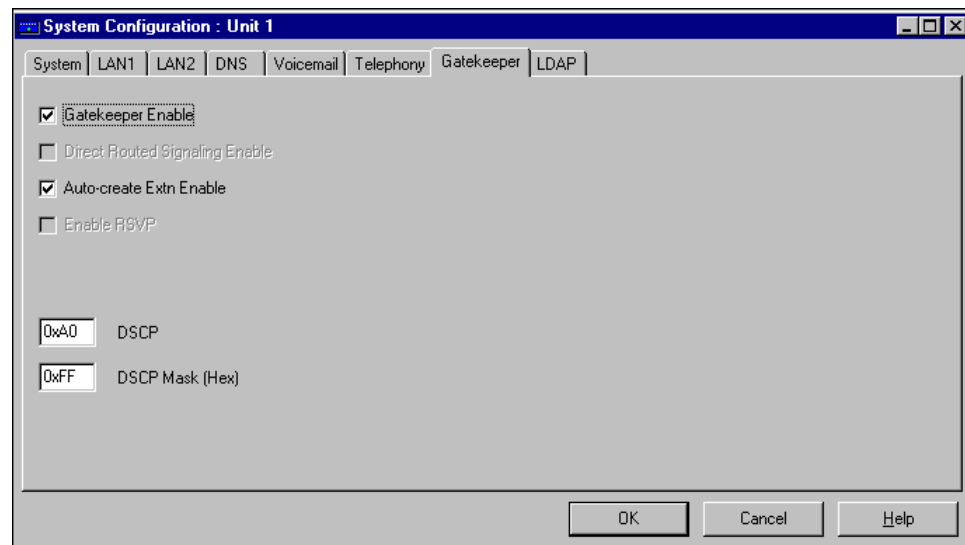 System Configuration : Unit 1
System LAN1 LAN2 DNS Voicemail Telephony Gatekeeper LDAP
Gatekeeper Enable
Direct Routed Signaling Enable
Auto-create Extn Enable
Enable RSVP
0xA0 DSCP
0xFF DSCP Mask (Hex)
OK Cancel Help